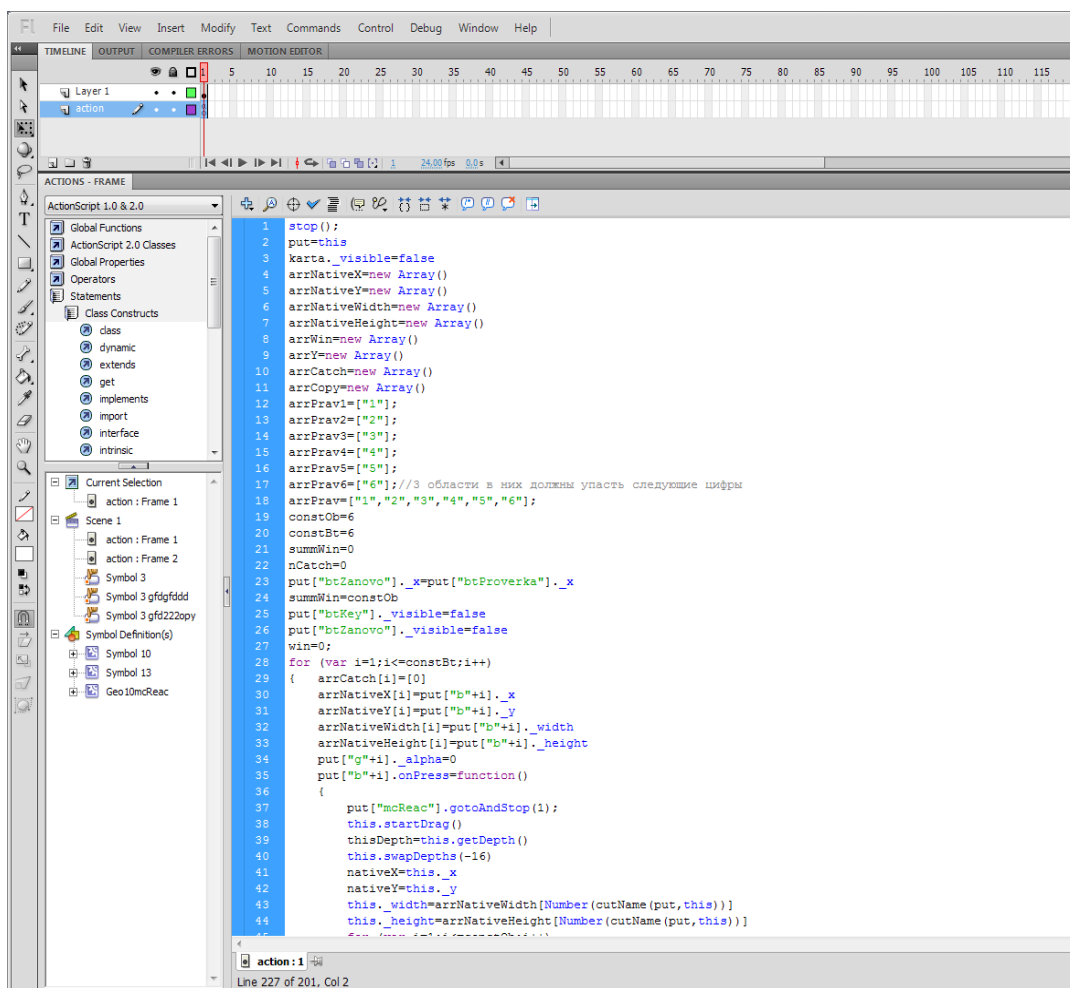 Fl File Edit View Insert Modify Text Commands Control Debug Window Help
TIMELINE OUTPUT COMPILER ERRORS MOTION EDITOR
1 5 10 15 20 25 30 35 40 45 50 55 60 65 70 75 80 85 90 95 100 105 110 115
Layer 1
action
1 24,00 fps 0,0 s
ACTIONS - FRAME
ActionScript 1.0 & 2.0
Global Functions
ActionScript 2.0 Classes
Global Properties
Operators
Statements
Class Constructs
class
dynamic
extends
get
implements
import
interface
intrinsic
Current Selection
action : Frame 1
Scene 1
action : Frame 1
action : Frame 2
Symbol 3
Symbol 3 gfdgfddd
Symbol 3 gfd222opy
Symbol Definition(s)
Symbol 10
Symbol 13
Geo10mcReac
1 stop();
2 put=this
3 karta._visible=false
4 arrNativeX=new Array()
5 arrNativeY=new Array()
6 arrNativeWidth=new Array()
7 arrNativeHeight=new Array()
8 arrWin=new Array()
9 arrY=new Array()
10 arrCatch=new Array()
11 arrCopy=new Array()
12 arrPrav1=["1"];
13 arrPrav2=["2"];
14 arrPrav3=["3"];
15 arrPrav4=["4"];
16 arrPrav5=["5"];
17 arrPrav6=["6"];//3 области в них должны упасть следующие цифры
18 arrPrav=["1","2","3","4","5","6"];
19 constOb=6
20 constBt=6
21 summWin=0
22 nCatch=0
23 put["btZanovo"]._x=put["btProverka"]._x
24 summWin=constOb
25 put["btKey"]._visible=false
26 put["btZanovo"]._visible=false
27 win=0;
28 for (var i=1;i<=constBt;i++)
29 { arrCatch[i]=[0]
30 arrNativeX[i]=put["b"+i]._x
31 arrNativeY[i]=put["b"+i]._y
32 arrNativeWidth[i]=put["b"+i]._width
33 arrNativeHeight[i]=put["b"+i]._height
34 put["g"+i]._alpha=0
35 put["b"+i].onPress=function()
36 {
37 put["mcReac"].gotoAndStop(1);
38 this.startDrag()
39 thisDepth=this.getDepth()
40 this.swapDepths(-16)
41 nativeX=this._x
42 nativeY=this._y
43 this._width=arrNativeWidth[Number(cutName(put,this))]
44 this._height=arrNativeHeight[Number(cutName(put,this))]
action : 1
Line 227 of 201, Col 2